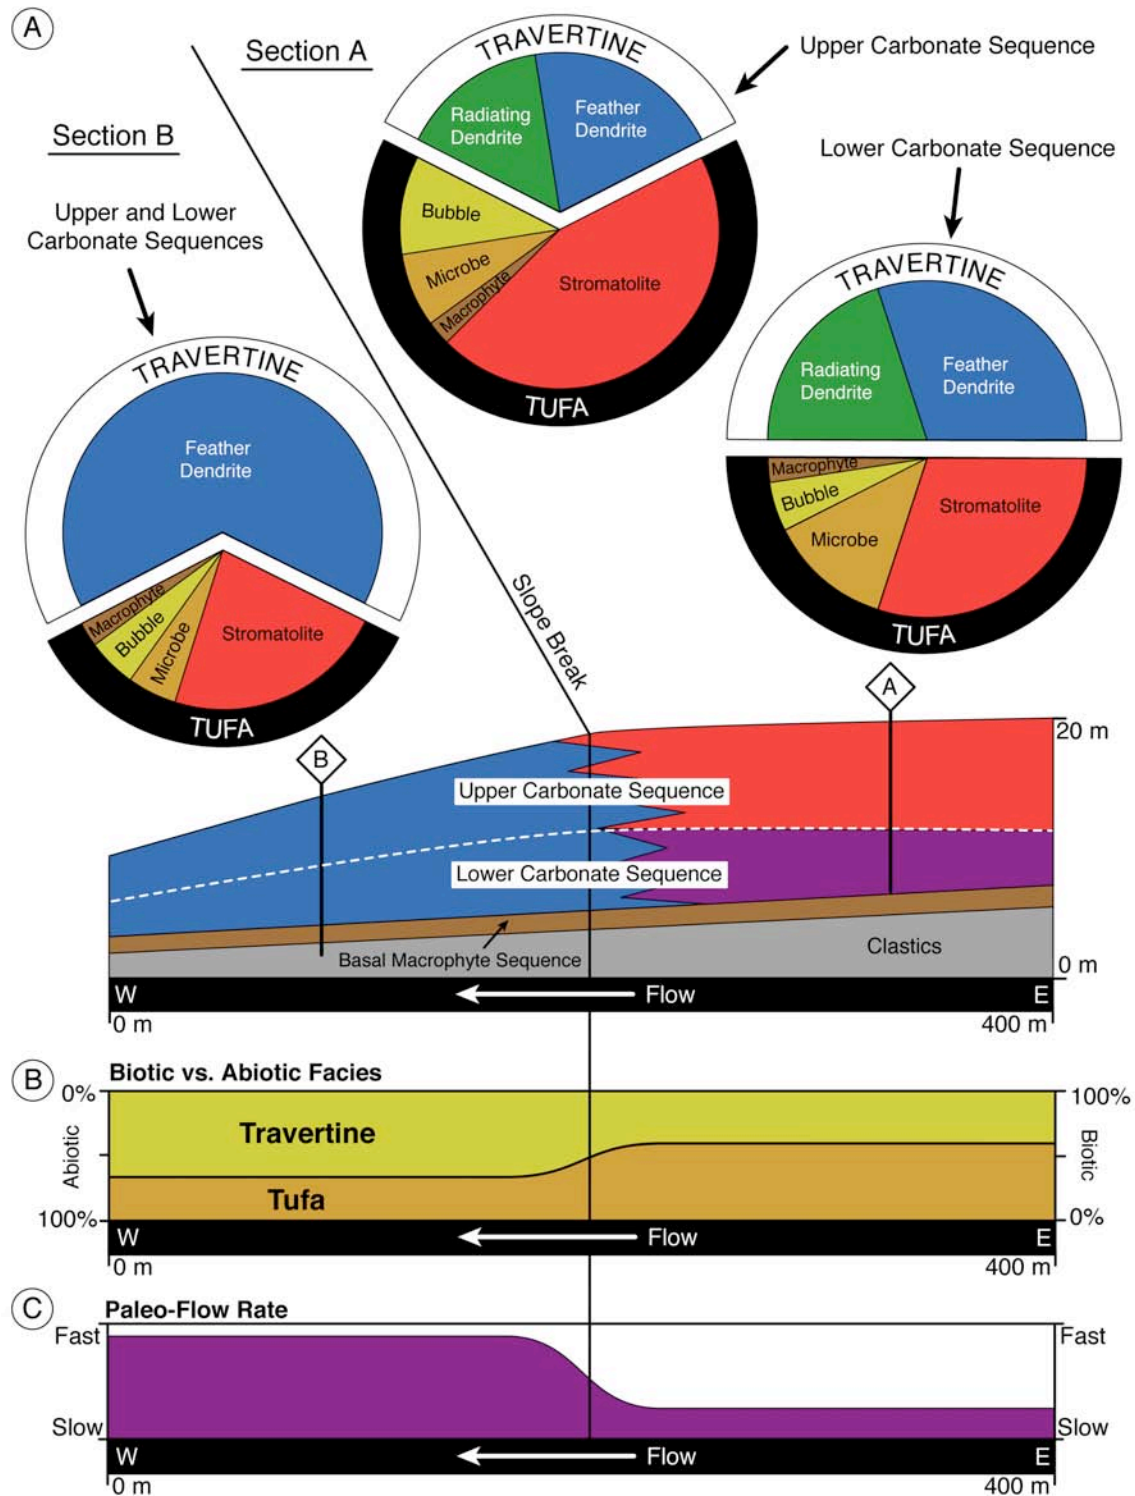 A
Section A
TRAVERTINE
Radiating
Dendrite
Feather
Dendrite
Bubble
Microbe
Macrophyte
Stromatolite
TUFA
Upper Carbonate Sequence
Lower Carbonate Sequence
TRAVERTINE
Radiating
Dendrite
Feather
Dendrite
Macrophyte
Bubble
Microbe
Stromatolite
TUFA
Section B
Upper and Lower
Carbonate Sequences
TRAVERTINE
Feather
Dendrite
Macrophyte
Bubble
Microbe
Stromatolite
TUFA
Slope Break
A
B
20 m
Upper Carbonate Sequence
Lower Carbonate Sequence
Clastics
Basal Macrophyte Sequence
0 m
W
Flow
E
0 m
400 m
B
Biotic vs. Abiotic Facies
0%
100%
Abiotic
Travertine
Biotic
Tufa
100%
0%
W
Flow
E
0 m
400 m
C
Paleo-Flow Rate
Fast
Fast
Slow
Slow
W
Flow
E
0 m
400 m